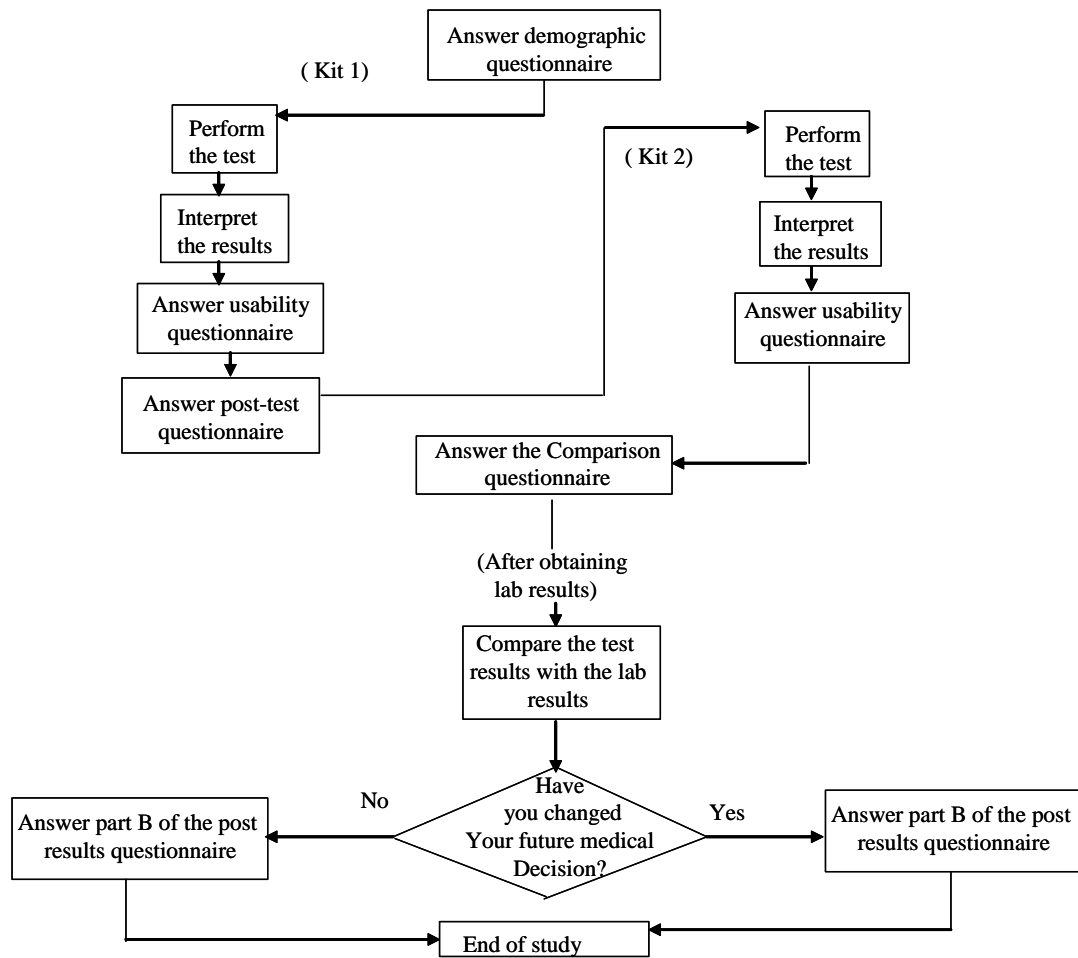 Answer demographic
questionnaire
( Kit 1)
Perform
the test
Interpret
the results
Answer usability
questionnaire
Answer post-test
questionnaire
( Kit 2)
Perform
the test
Interpret
the results
Answer usability
questionnaire
Answer the Comparison
questionnaire
(After obtaining
lab results)
Compare the test
results with the lab
results
Have
you changed
Your future medical
Decision?
No
Answer part B of the post
results questionnaire
Yes
Answer part B of the post
results questionnaire
End of study